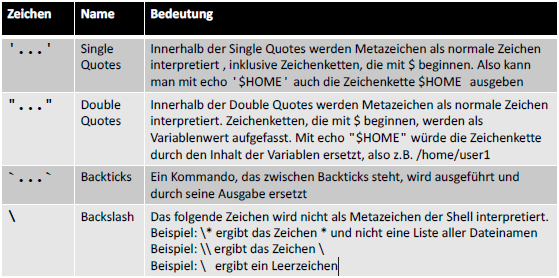 Zeichen Name Bedeutung
'...' Single Quotes Innerhalb der Single Quotes werden Metazeichen als normale Zeichen
interpretiert , inklusive Zeichenketten, die mit $ beginnen. Also kann
man mit echo '$HOME' auch die Zeichenkette $HOME ausgeben
"..." Double Quotes Innerhalb der Double Quotes werden Metazeichen als normale Zeichen
interpretiert. Zeichenketten, die mit $ beginnen, werden als
Variablenwert aufgefasst. Mit echo "$HOME" würde die Zeichenkette
durch den Inhalt der Variablen ersetzt, also z.B. /home/user1
`...` Backticks Ein Kommando, das zwischen Backticks steht, wird ausgeführt und
durch seine Ausgabe ersetzt
\ Backslash Das folgende Zeichen wird nicht als Metazeichen der Shell interpretiert.
Beispiel: \* ergibt das Zeichen * und nicht eine Liste aller Dateinamen
Beispiel: \\ ergibt das Zeichen \
Beispiel: \  ergibt ein Leerzeichen